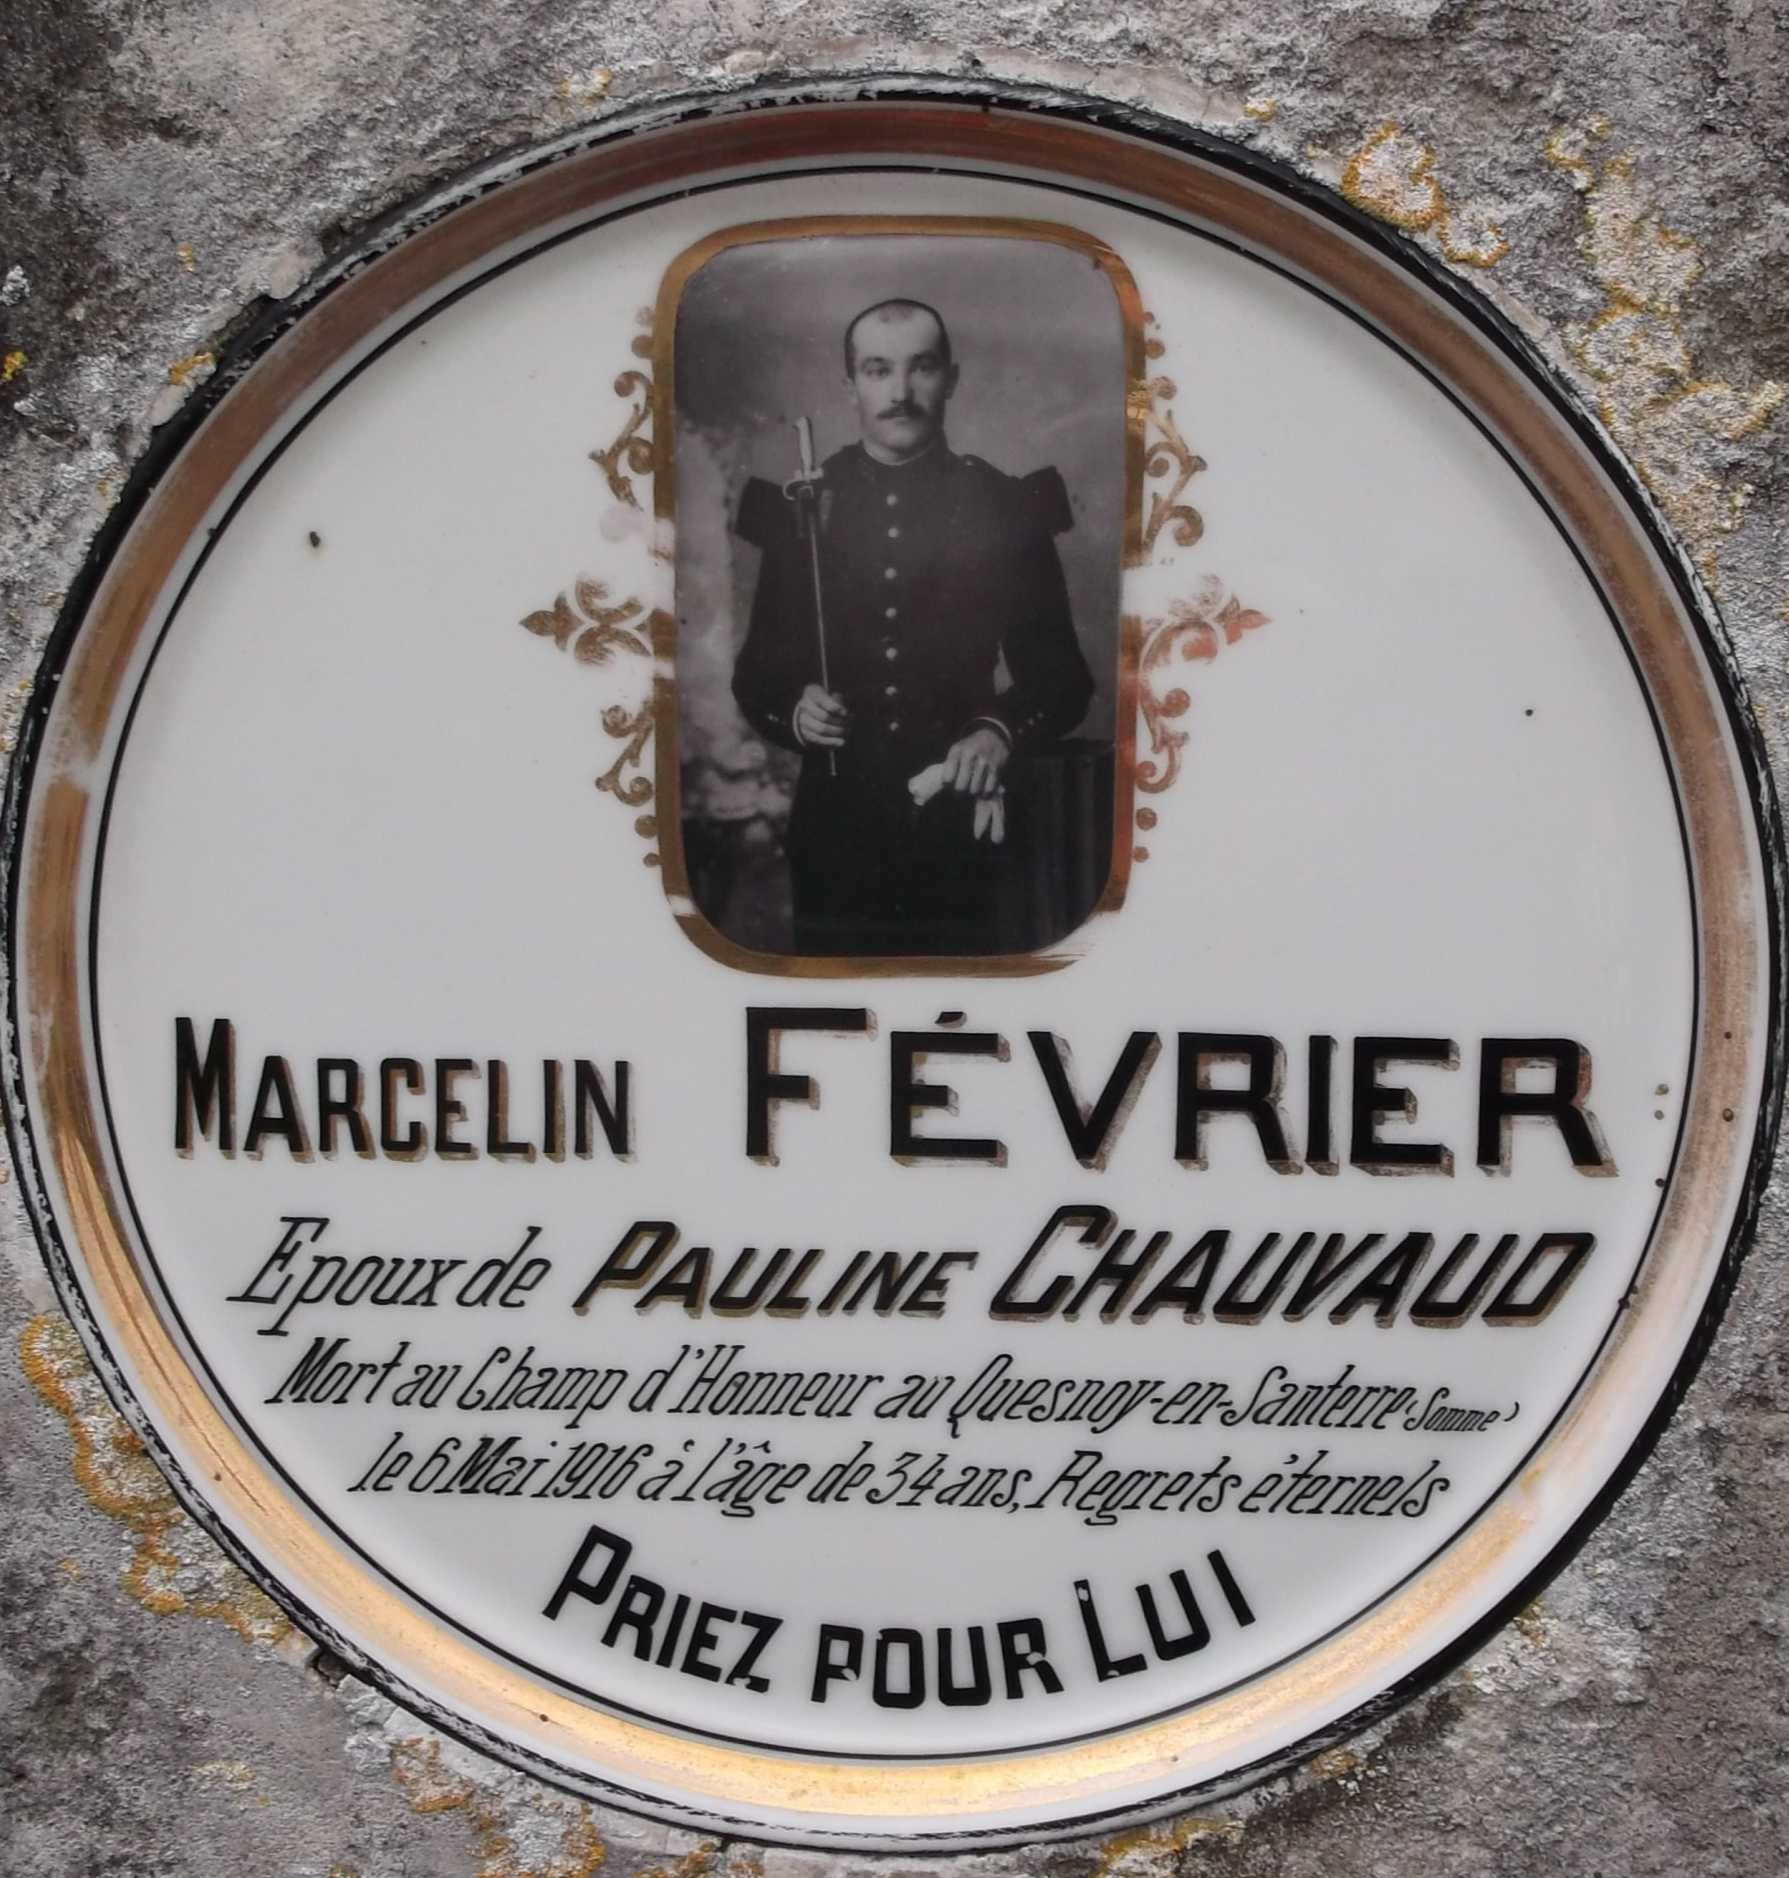 MARCELIN FÉVRIER
Epoux de PAULINE CHAUVAUD
Mort au Champ d'Honneur au Quesnoy-en-Santerre (Somme)
le 6 Mai 1916 à l'âge de 34 ans, Regrets éternels
PRIEZ POUR LUI